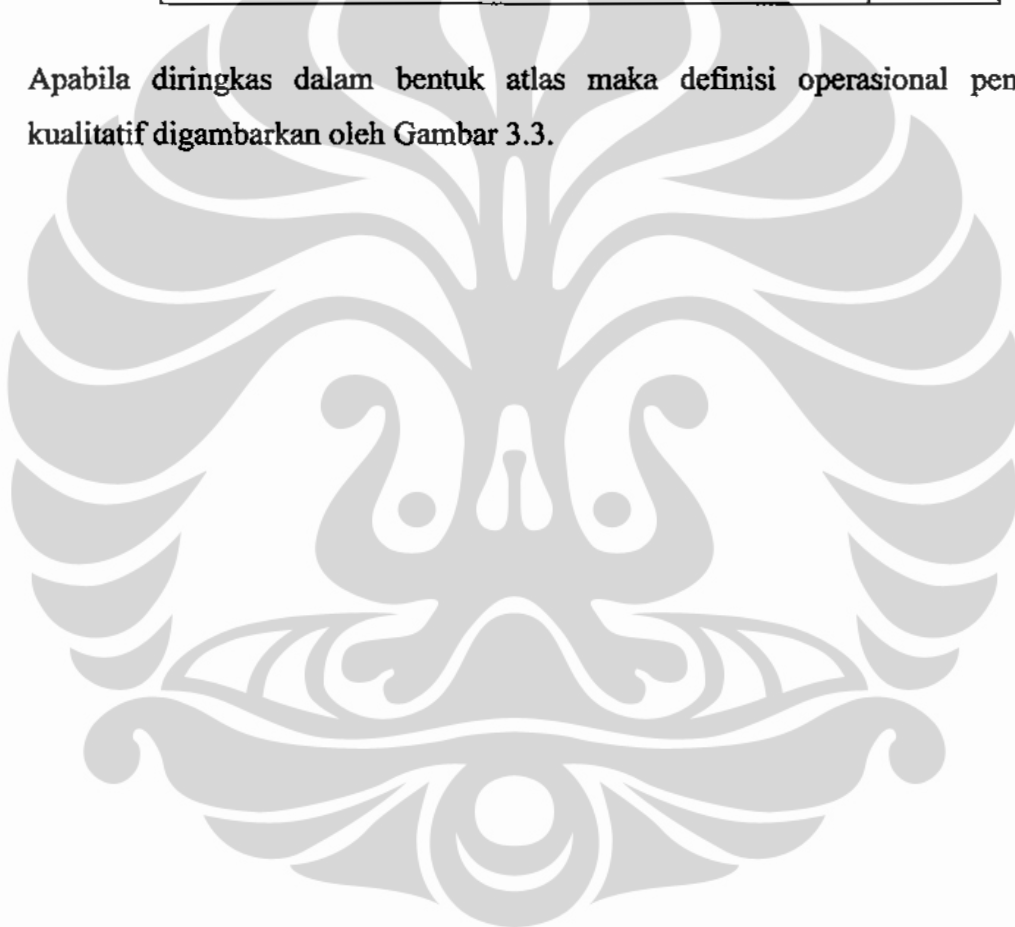 Apabila diringkas dalam bentuk atlas maka definisi operasional pen
kualitatif digambarkan oleh Gambar 3.3.